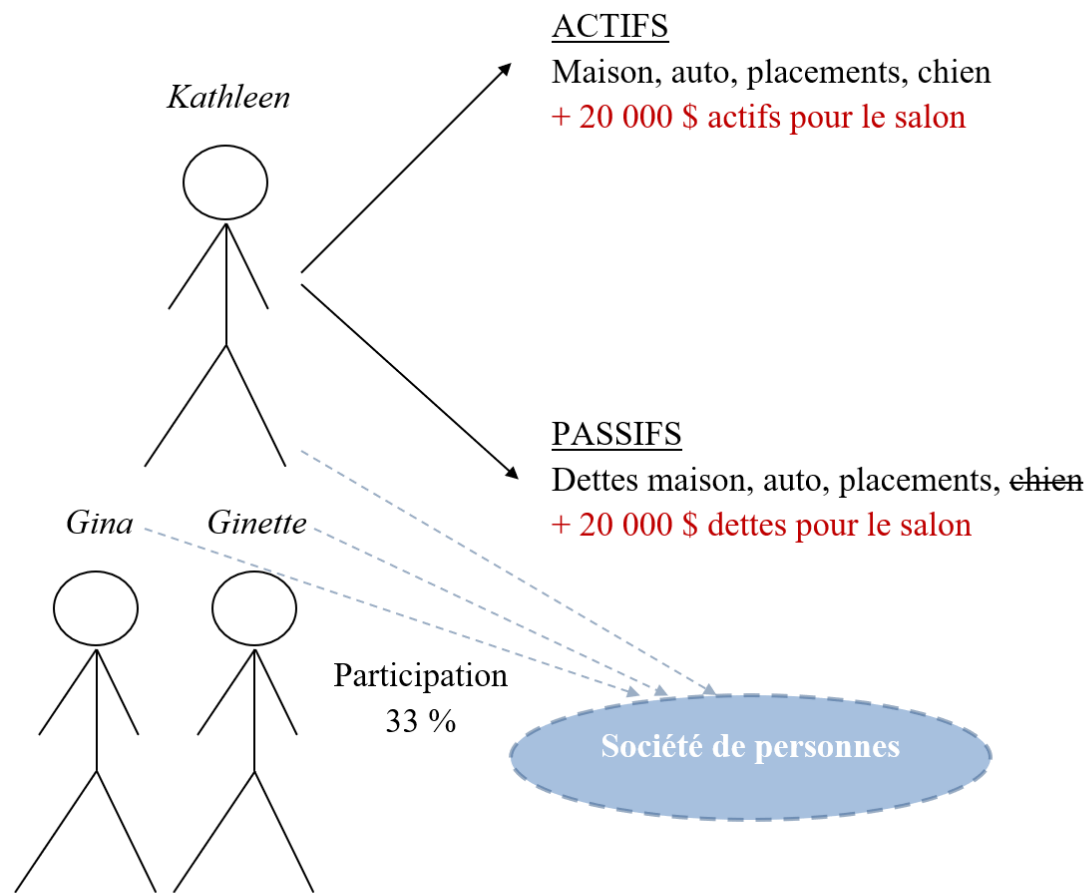 ACTIFS
Maison, auto, placements, chien
+ 20 000 $ actifs pour le salon
Kathleen
PASSIFS
Dettes maison, auto, placements, chien
+ 20 000 $ dettes pour le salon
Gina
Ginette
Participation
33 %
Société de personnes